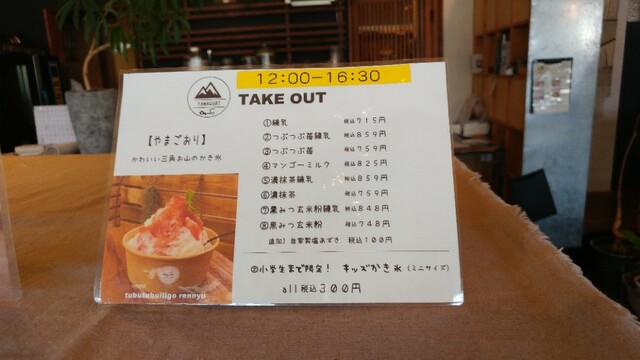 12:00-16:30
TAKE OUT
YAMAGOORI
【やまごおり】
かわいい三角お山のかき氷
①練乳 税込715円
②つぶつぶ苺練乳 税込859円
③つぶつぶ苺 税込759円
④マンゴーミルク 税込825円
⑤濃抹茶練乳 税込859円
⑥濃抹茶 税込759円
⑦黒みつ玄米粉練乳 税込848円
⑧黒みつ玄米粉 税込748円
追加) 自家製塩あずき 税込100円
小学生まで限定! キッズかき氷 (ミニサイズ)
all税込300円
tubutubuitigo rennyu